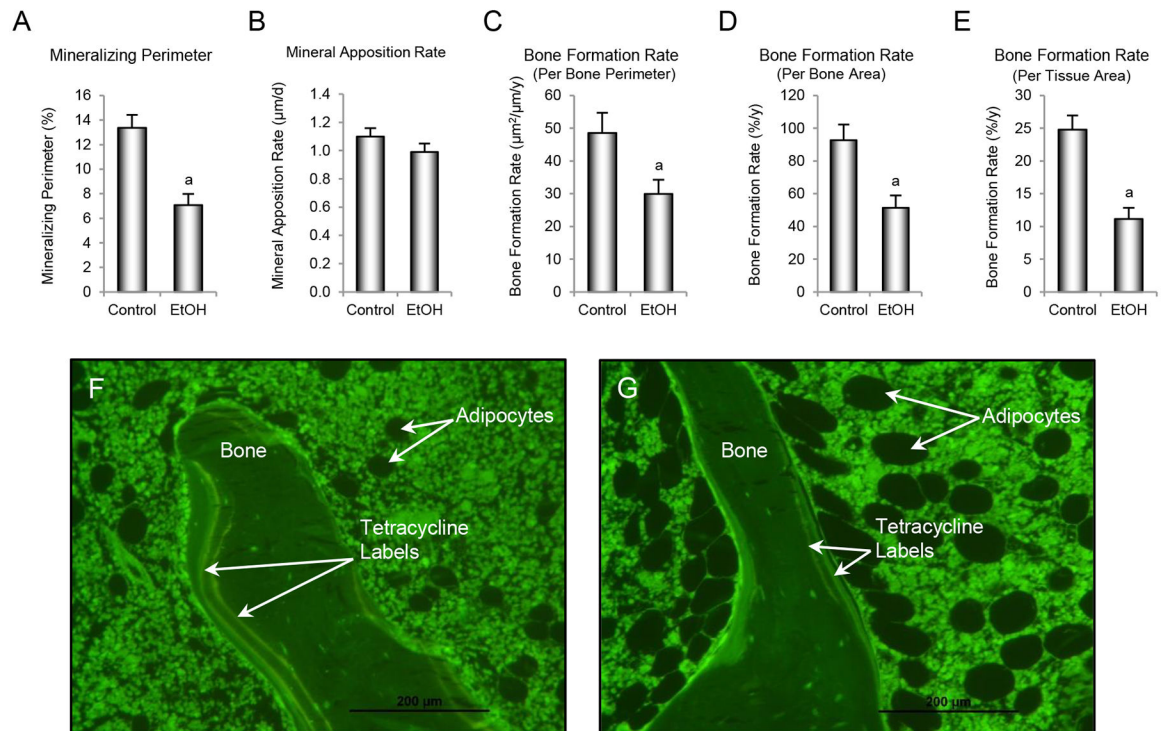 A
Mineralizing Perimeter
Mineralizing Perimeter (%)
16
14
12
10
8
6
4
2
0
a
Control EtOH
B
Mineral Apposition Rate
Mineral Apposition Rate (µm/d)
1.4
1.2
1.0
0.8
0.6
0.4
0.2
0.0
Control EtOH
C
Bone Formation Rate
(Per Bone Perimeter)
Bone Formation Rate (µm²/µm/y)
60
50
40
30
20
10
0
a
Control EtOH
D
Bone Formation Rate
(Per Bone Area)
Bone Formation Rate (%/y)
120
100
80
60
40
20
0
a
Control EtOH
E
Bone Formation Rate
(Per Tissue Area)
Bone Formation Rate (%/y)
30
25
20
15
10
5
0
a
Control EtOH
F
Adipocytes
Bone
Tetracycline
Labels
200 µm
G
Adipocytes
Bone
Tetracycline
Labels
200 µm